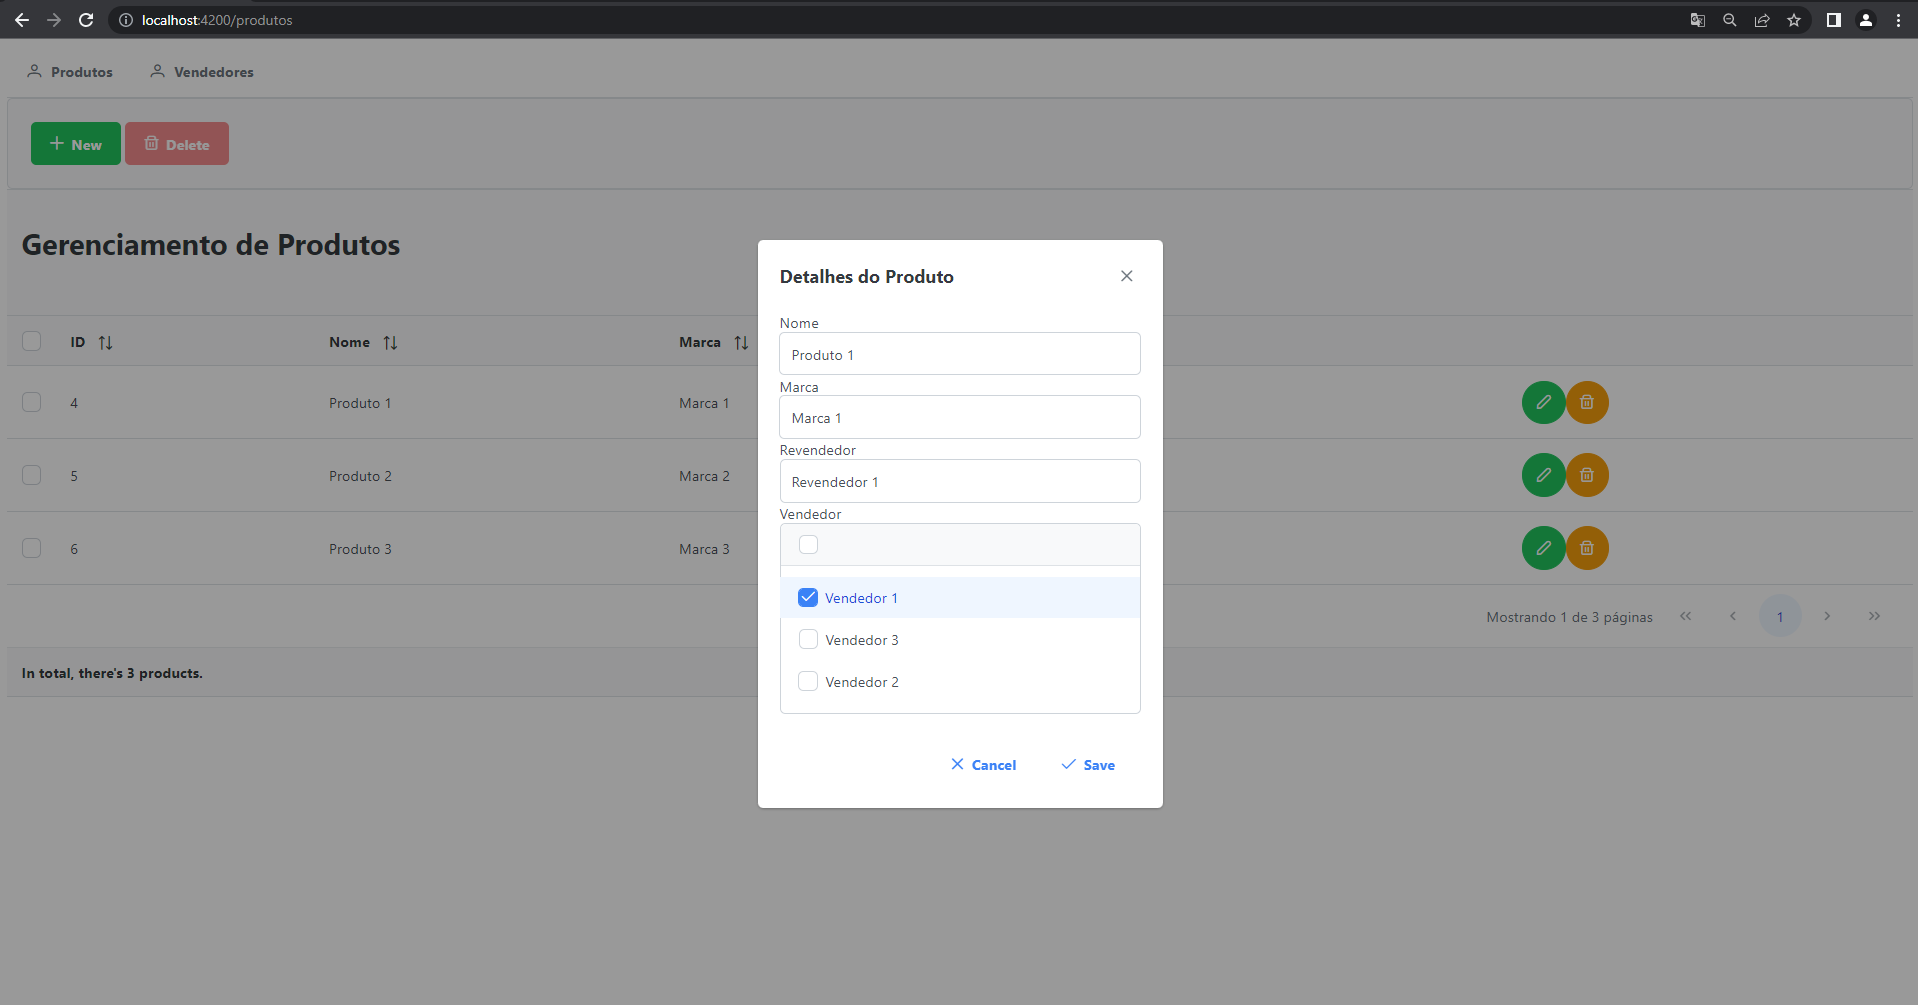 localhost:4200/produtos
Produtos Vendedores
New Delete
Gerenciamento de Produtos
ID Nome Marca
4 Produto 1 Marca 1
5 Produto 2 Marca 2
6 Produto 3 Marca 3
Mostrando 1 de 3 páginas 1
In total, there's 3 products.
Detalhes do Produto
Nome
Produto 1
Marca
Marca 1
Revendedor
Revendedor 1
Vendedor
Vendedor 1
Vendedor 3
Vendedor 2
Cancel Save